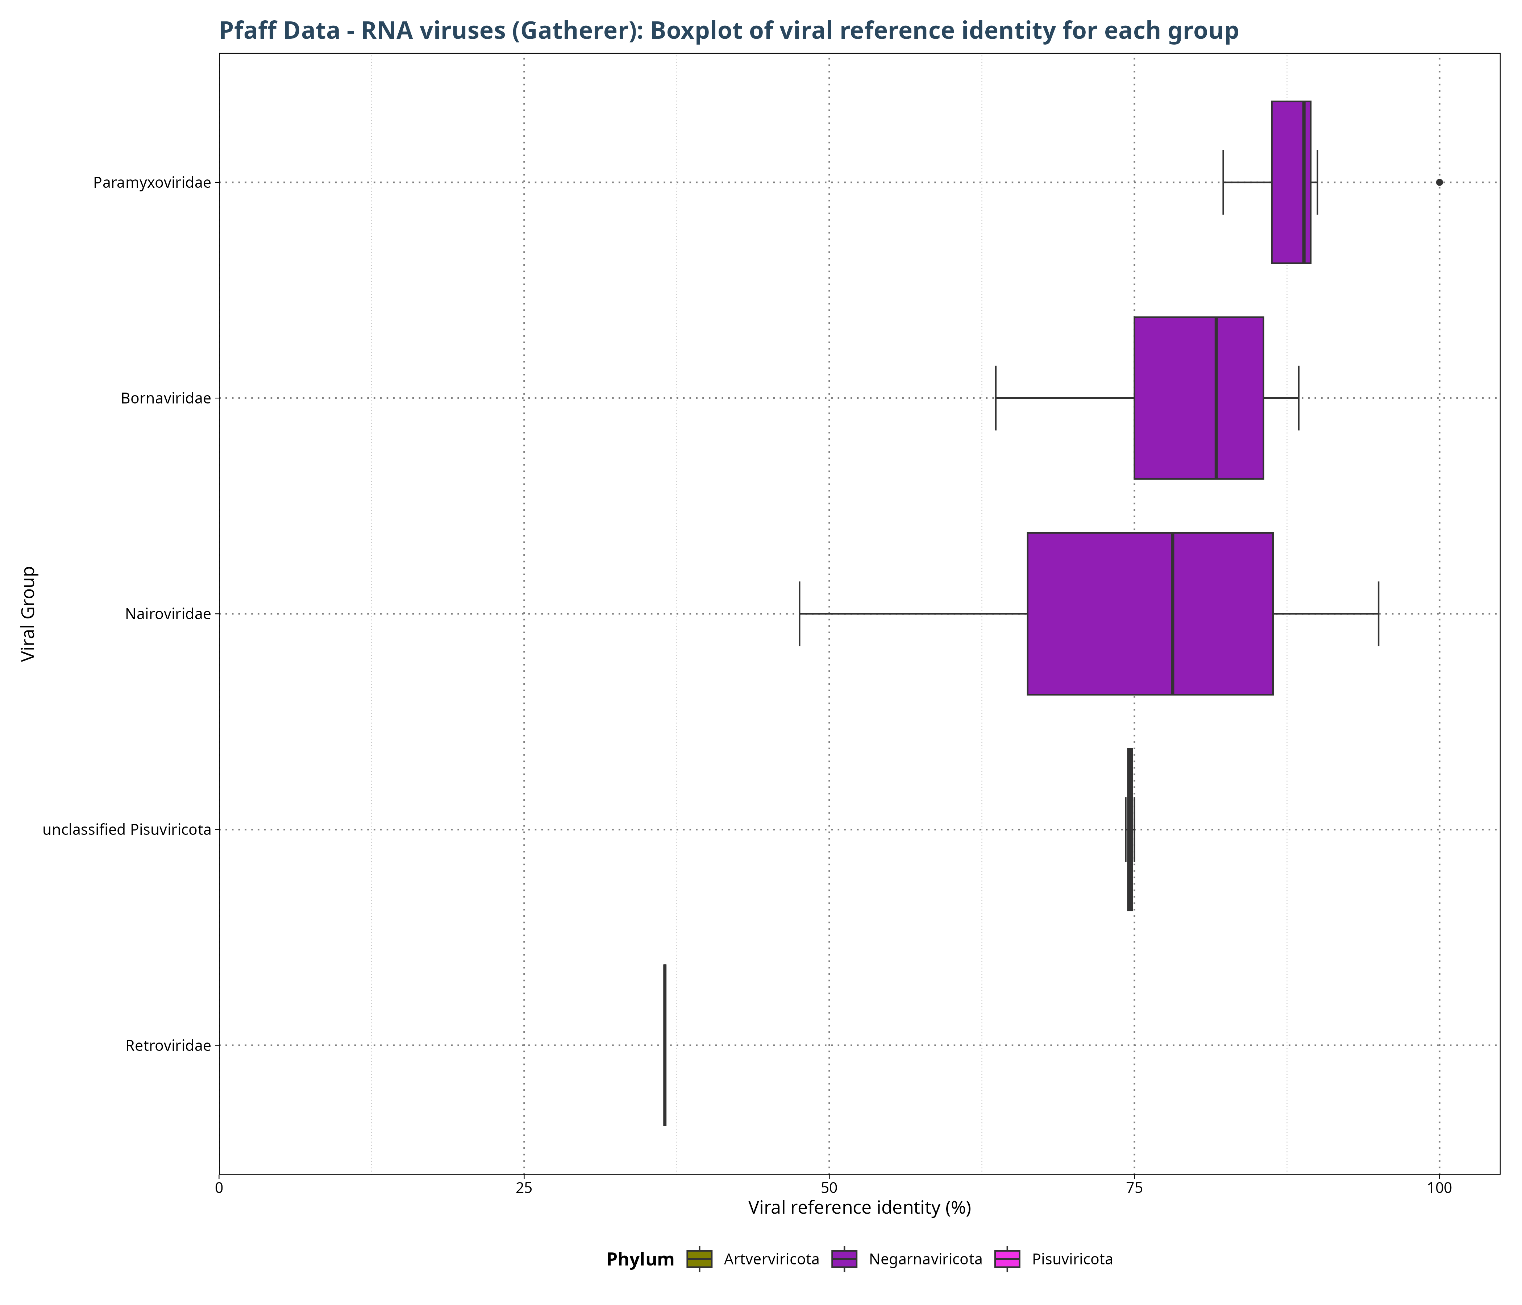 Pfaff Data - RNA viruses (Gatherer): Boxplot of viral reference identity for each group
Viral Group
Paramyxoviridae
Bornaviridae
Nairoviridae
unclassified Pisuviricota
Retroviridae
0 25 50 75 100
Viral reference identity (%)
Phylum Artverviricota Negarnaviricota Pisuviricota